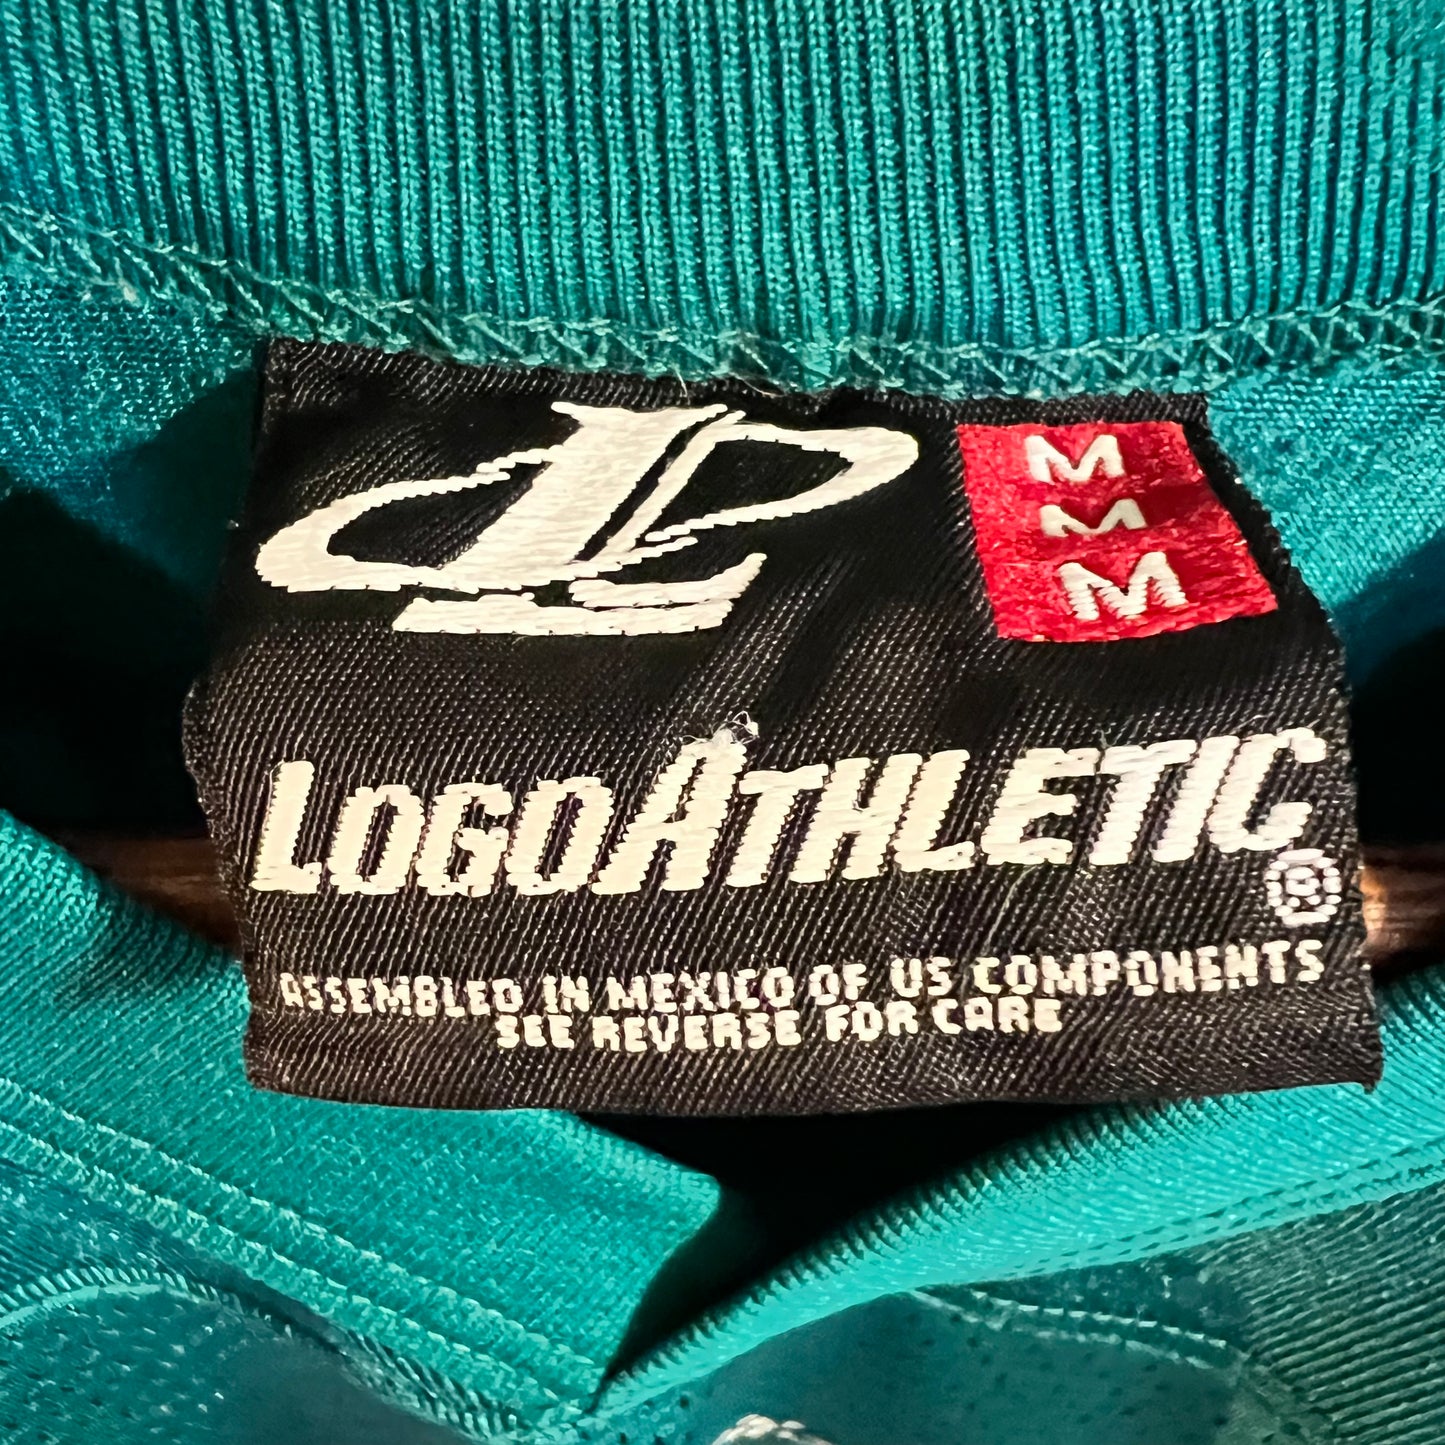 M
M
M
LOGOATHLETIC®
ASSEMBLED IN MEXICO OF US COMPONENTS
SEE REVERSE FOR CARE